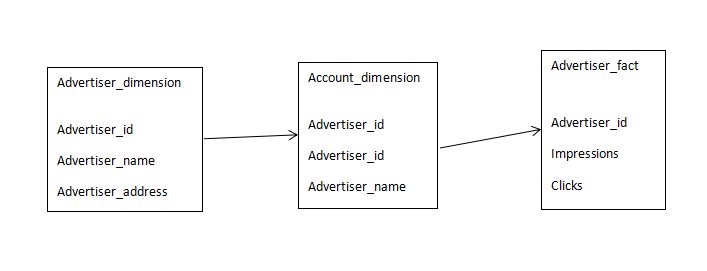 Advertiser_dimension
Advertiser_id
Advertiser_name
Advertiser_address
Account_dimension
Advertiser_id
Advertiser_id
Advertiser_name
Advertiser_fact
Advertiser_id
Impressions
Clicks